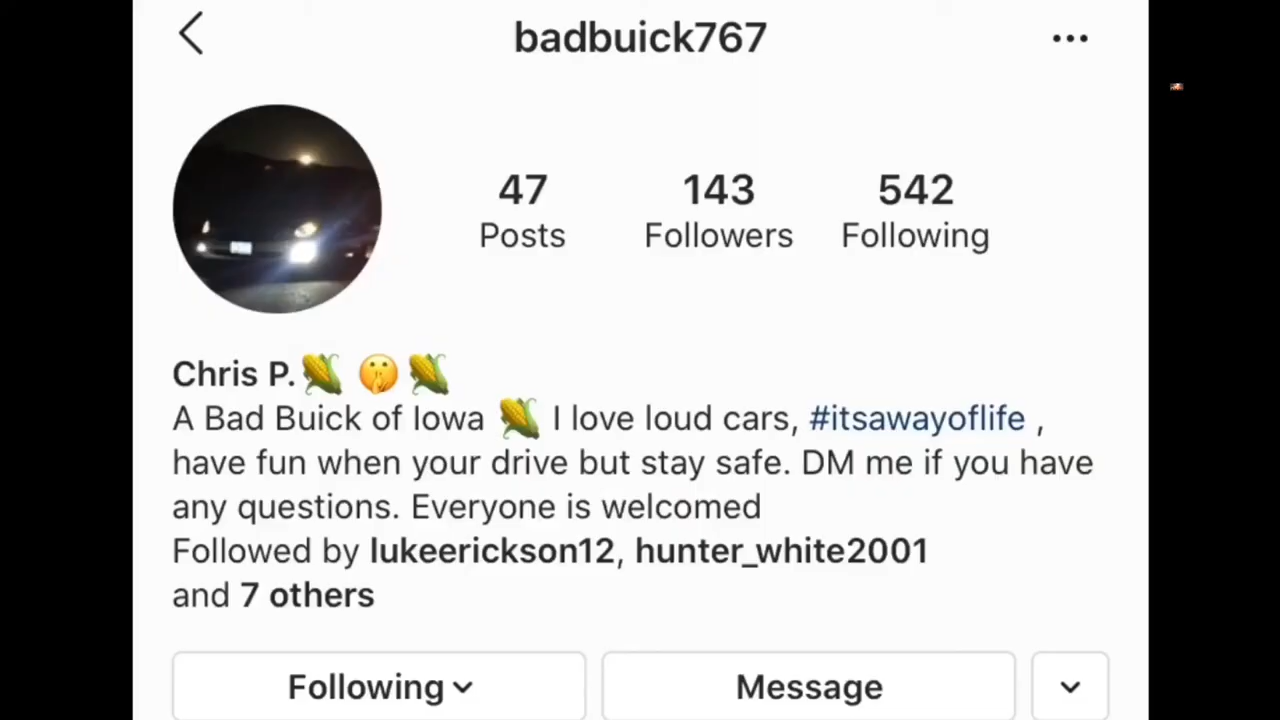 badbuick767
47 143 542
Posts Followers Following
Chris P.🌽 🤫 🌽
A Bad Buick of Iowa 🌽 I love loud cars, #itsawayoflife ,
have fun when your drive but stay safe. DM me if you have
any questions. Everyone is welcomed
Followed by lukeerickson12, hunter_white2001
and 7 others
Following Message